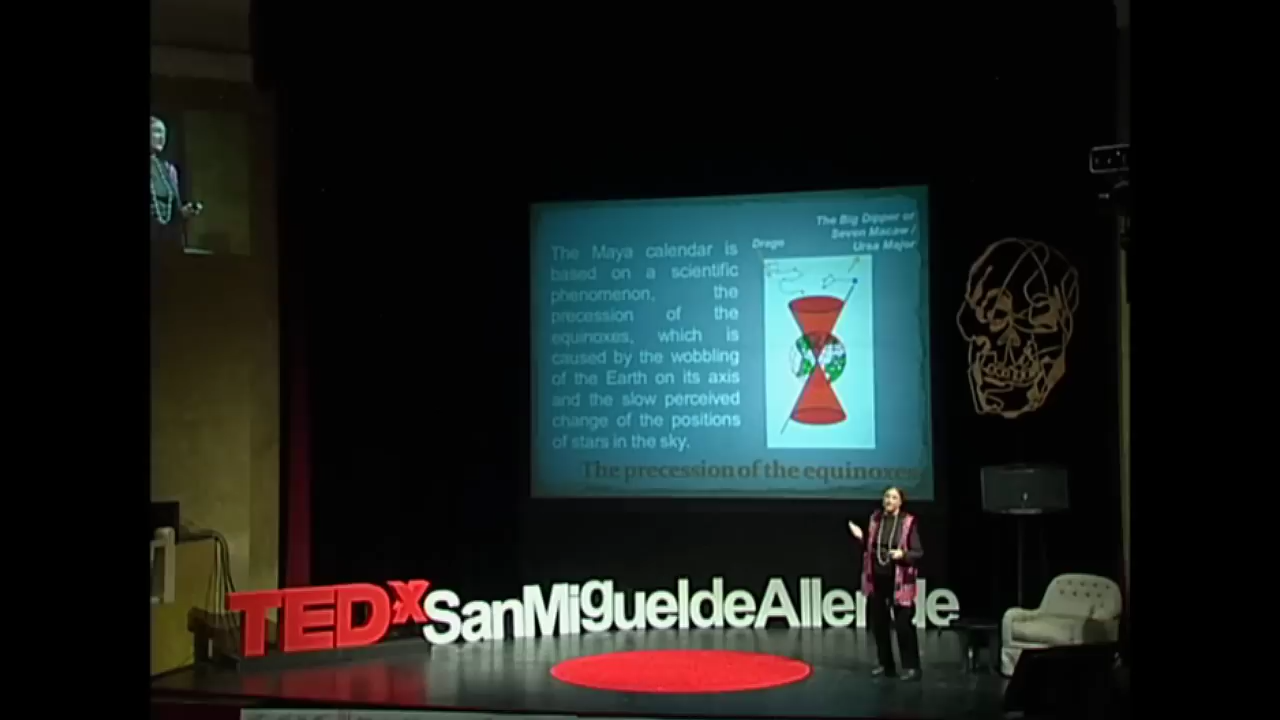 The Big Dipper or
Seven Macaw /
Ursa Major
Drago
The Maya calendar is
based on a scientific
phenomenon, the
precession of the
equinoxes, which is
caused by the wobbling
of the Earth on its axis
and the slow perceived
change of the positions
of stars in the sky.
The precession of the equinoxes
TEDxSanMigueldeAllende